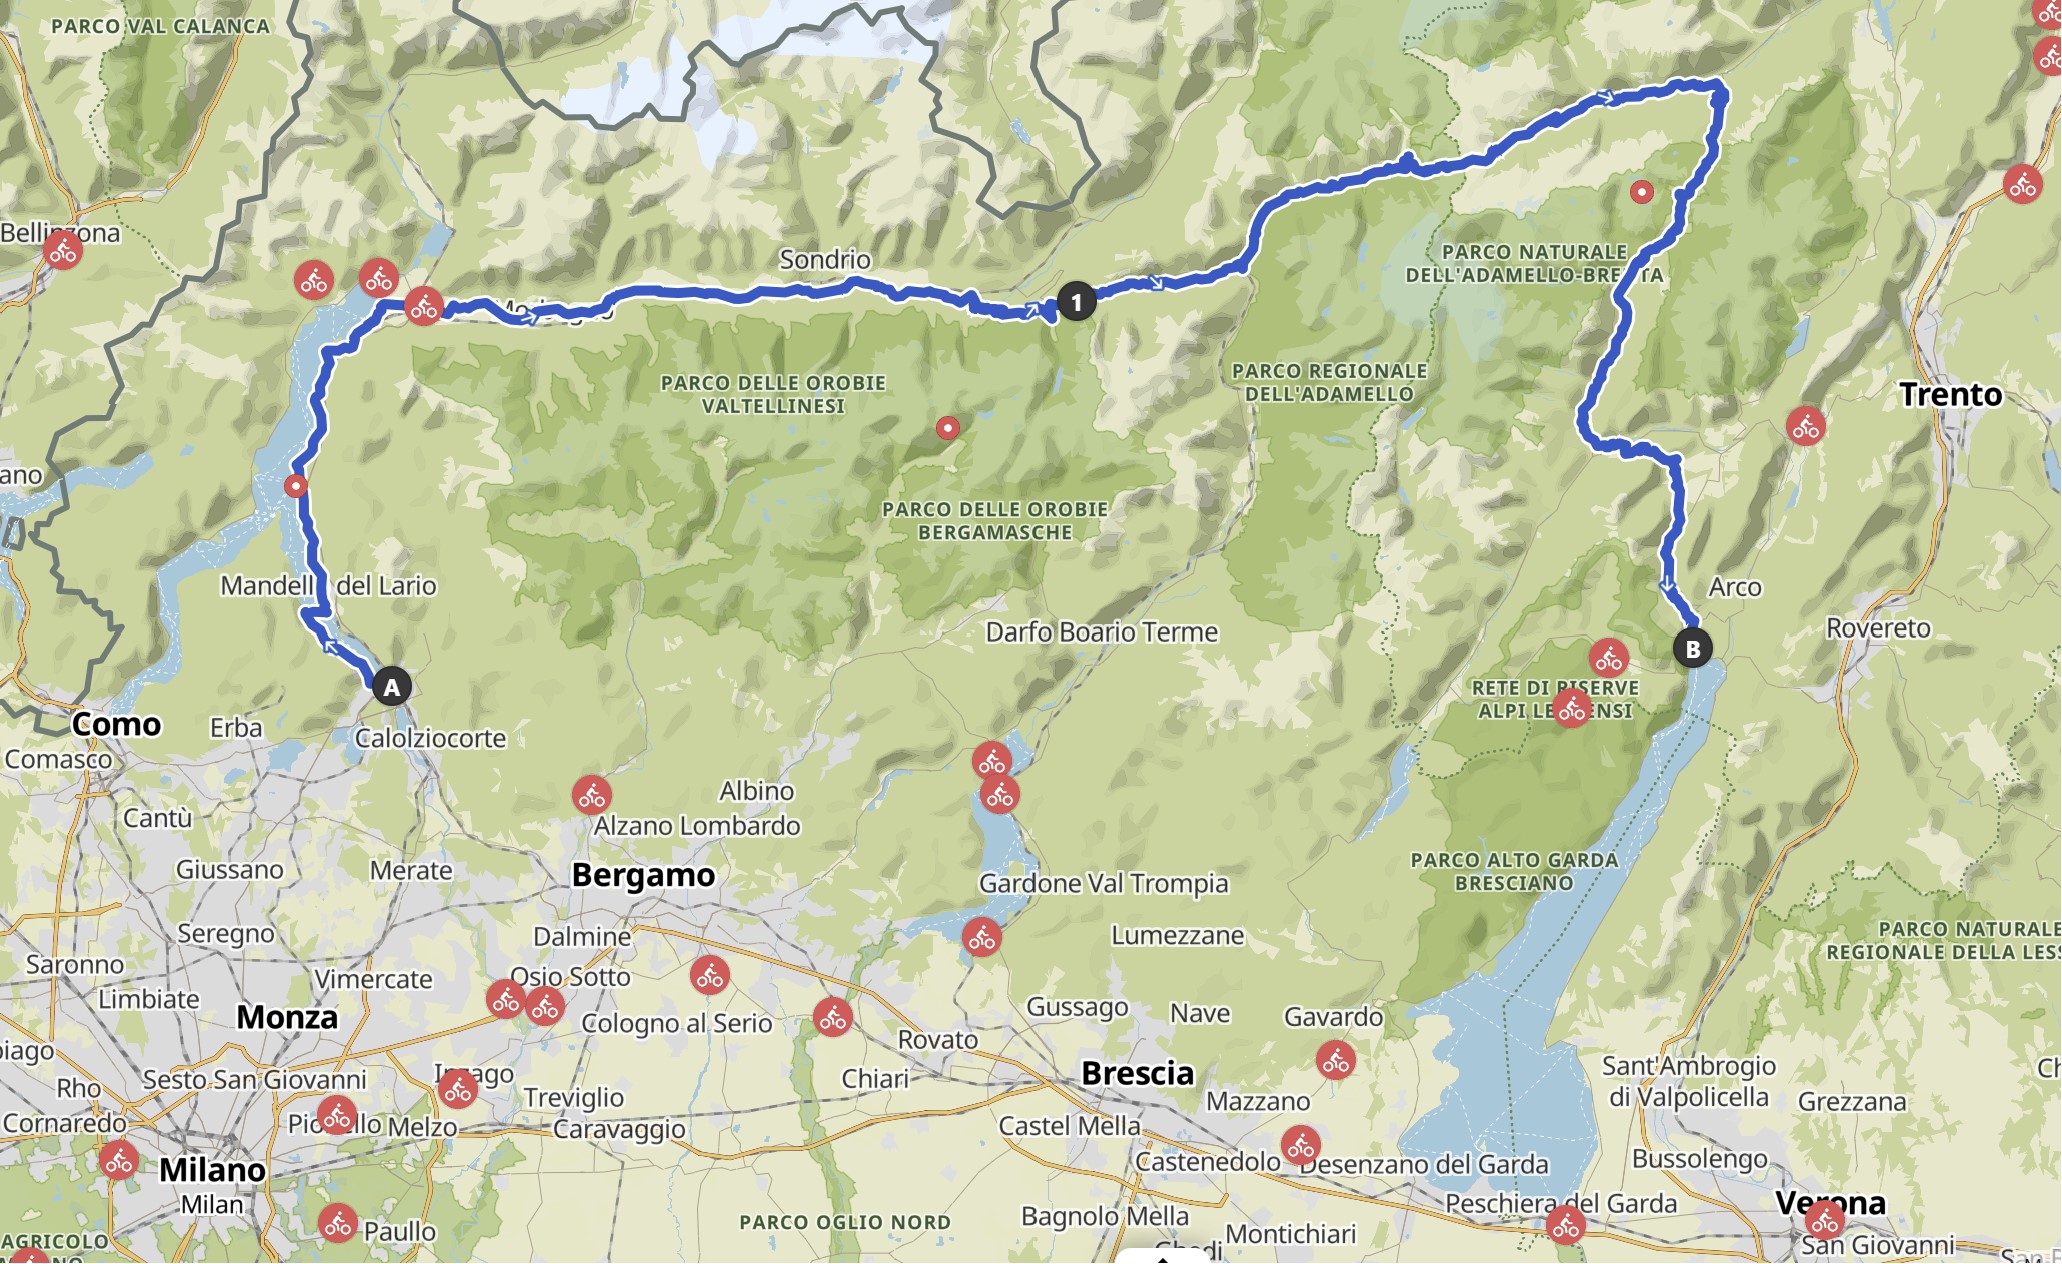 PARCO VAL CALANCA
Bellinzona
Sondrio
PARCO NATURALE
DELL'ADAMELLO-BRENTA
PARCO DELLE OROBIE
VALTELLINESI
PARCO REGIONALE
DELL'ADAMELLO
Trento
1
ano
PARCO DELLE OROBIE
BERGAMASCHE
Mandell del Lario
Arco
Darfo Boario Terme
Rovereto
B
A
RETE DI RISERVE
ALPI LE ENSI
Como
Erba
Calolziocorte
Comasco
Albino
Cantù
Alzano Lombardo
Giussano
Merate
Bergamo
PARCO ALTO GARDA
BRESCIANO
Gardone Val Trompia
Seregno
Dalmine
Lumezzane
PARCO NATURALE
REGIONALE DELLA LESS
Saronno
Vimercate
Osio Sotto
Limbiate
Monza
Cologno al Serio
Gussago
Nave
Gavardo
Rovato
biago
Sesto San Giovanni
Rho
Chiari
Brescia
Sant'Ambrogio
di Valpolicella
Ch
Treviglio
Mazzano
Grezzana
Cornaredo
Melzo
Caravaggio
Castel Mella
Milano
Milan
Castenedolo
Desenzano del Garda
Bussolengo
Peschiera del Garda
Verona
Paullo
PARCO OGLIO NORD
Bagnolo Mella
Montichiari
San Giovanni
AGRICOLO